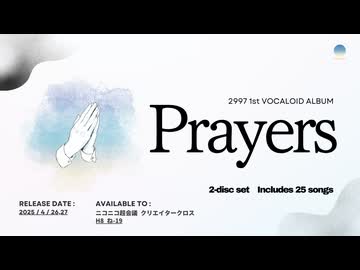 2997 1st VOCALOID ALBUM
Prayers
2-disc set Includes 25 songs
RELEASE DATE :
2025 / 4 / 26,27
AVAILABLE TO :
ニコニコ超会議 クリエイタークロス
H8 ね-19